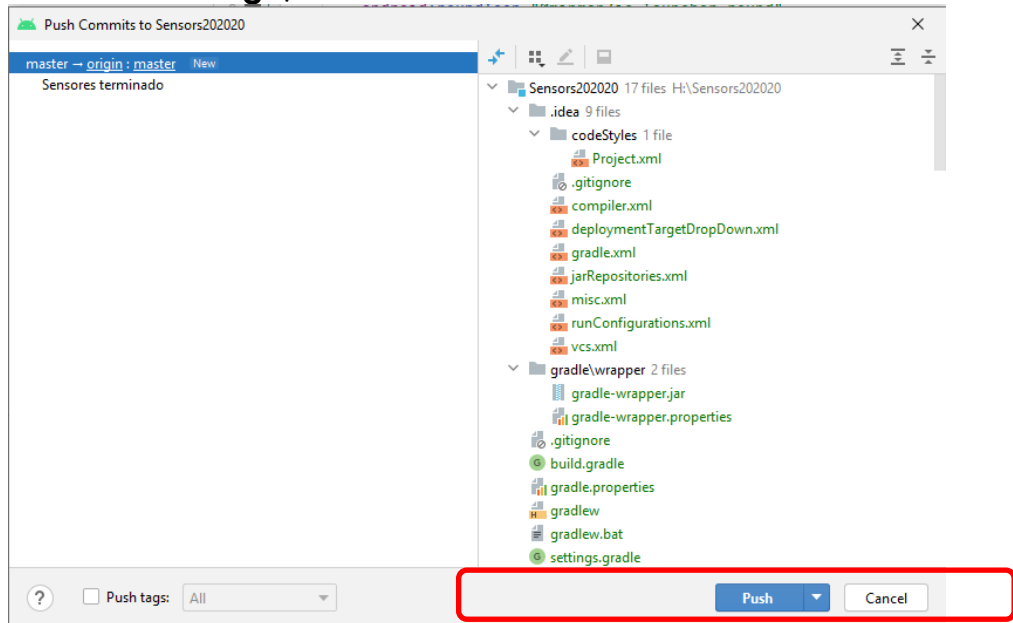 Push Commits to Sensors202020
master → origin : master New
Sensores terminado
Sensors202020 17 files H:\Sensors202020
.idea 9 files
codeStyles 1 file
Project.xml
.gitignore
compiler.xml
deploymentTargetDropDown.xml
gradle.xml
jarRepositories.xml
misc.xml
runConfigurations.xml
vcs.xml
gradle\wrapper 2 files
gradle-wrapper.jar
gradle-wrapper.properties
.gitignore
build.gradle
gradle.properties
gradlew
gradlew.bat
settings.gradle
? Push tags: All Push Cancel